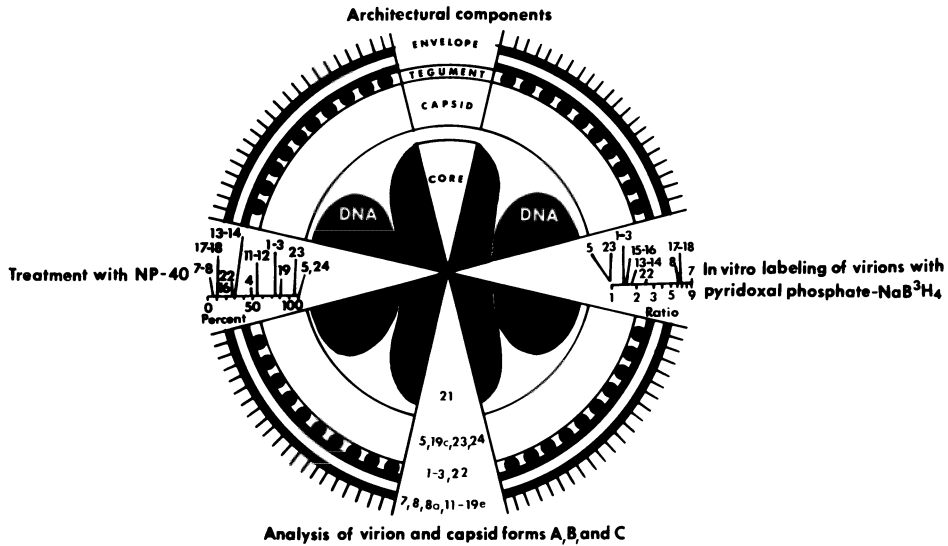 Architectural components
ENVELOPE
TEGUMENT
CAPSID
CORE
DNA
DNA
13-14
17-18
7-8
22
16
11-12
4
1-3
19
23
5,24
0
50
100
Percent
Treatment with NP-40
5
23
1-3
15-16
13-14
22
8
17-18
7
1
2
3
5
9
Ratio
In vitro labeling of virions with
pyridoxal phosphate-NaB³H₄
21
5,19c,23,24
1-3,22
7,8,8a,11-19e
Analysis of virion and capsid forms A,B,and C